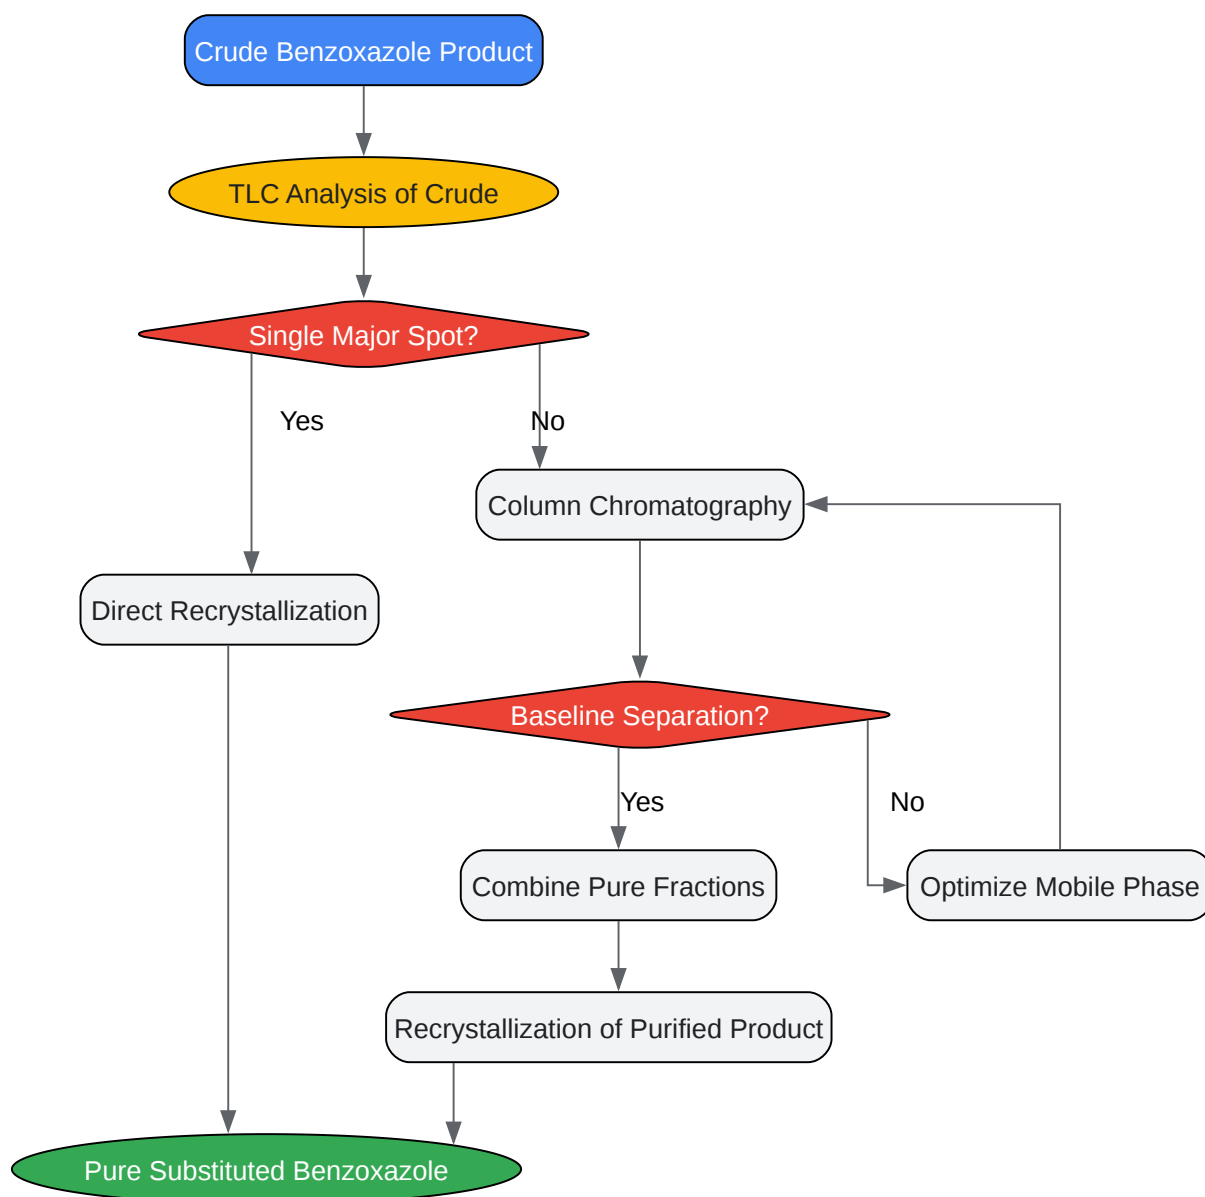 Crude Benzoxazole Product
TLC Analysis of Crude
Single Major Spot?
Yes
No
Column Chromatography
Direct Recrystallization
Baseline Separation?
Yes
No
Combine Pure Fractions
Optimize Mobile Phase
Recrystallization of Purified Product
Pure Substituted Benzoxazole